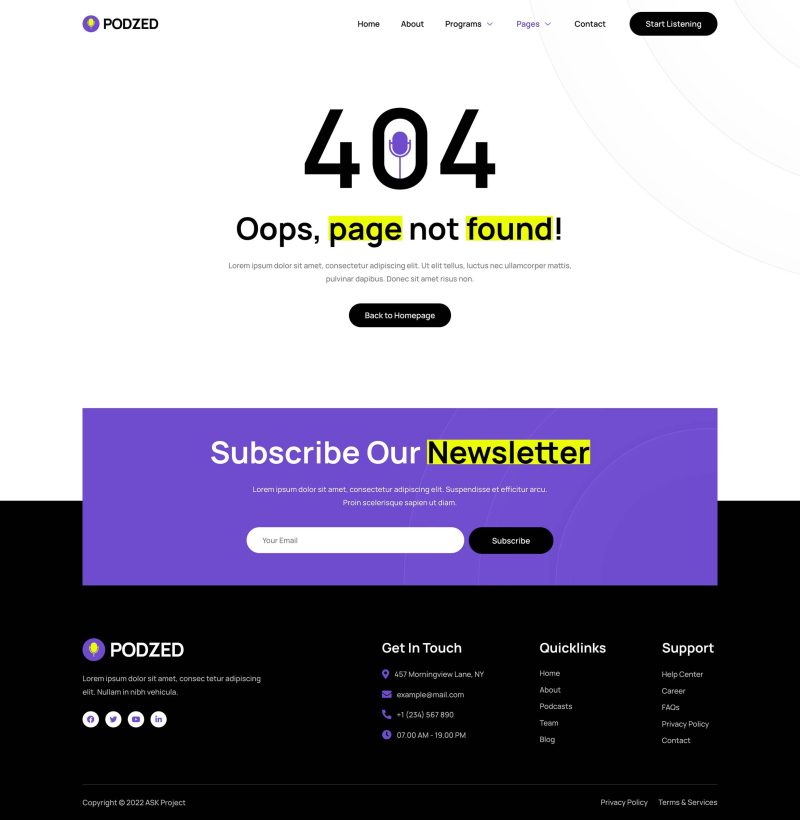 PODZED
Home About Programs Pages Contact Start Listening
404
Oops, page not found!
Lorem ipsum dolor sit amet, consectetur adipiscing elit. Ut elit tellus, luctus nec ullamcorper mattis,
pulvinar dapibus. Donec sit amet risus non.
Back to Homepage
Subscribe Our Newsletter
Lorem ipsum dolor sit amet, consectetur adipiscing elit. Suspendisse et efficitur arcu.
Proin scelerisque sapien ut diam.
Your Email
Subscribe
PODZED
Lorem ipsum dolor sit amet, consec tetur adipiscing
elit. Nullam in nibh vehicula.
Get In Touch
457 Morningview Lane, NY
example@mail.com
+1 (234) 567 890
07.00 AM - 19.00 PM
Quicklinks
Home
About
Podcasts
Team
Blog
Support
Help Center
Career
FAQs
Privacy Policy
Contact
Copyright © 2022 ASK Project
Privacy Policy Terms & Services